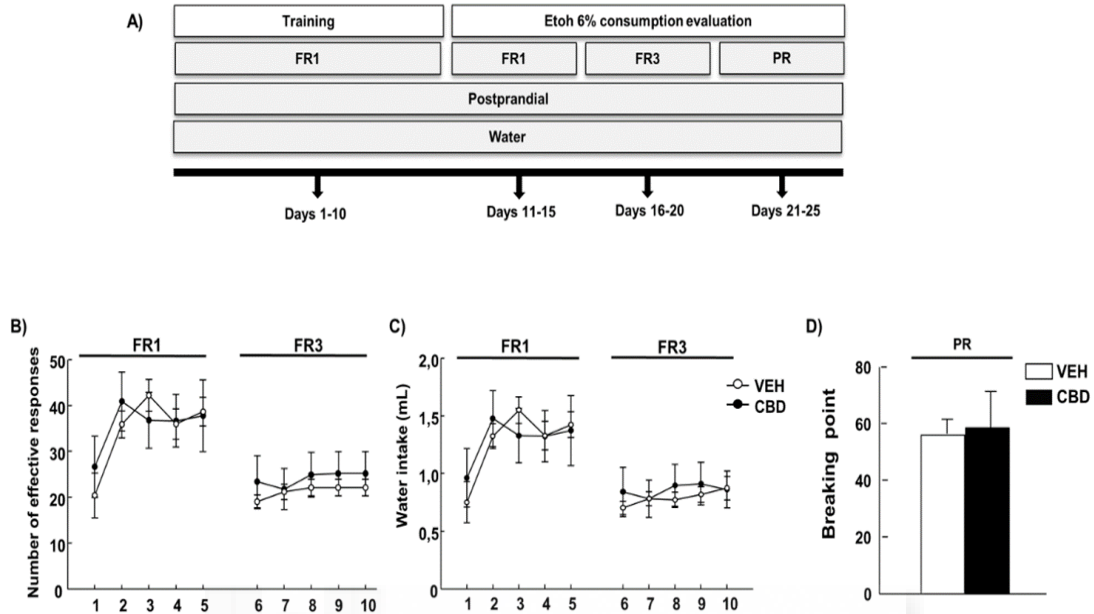 A)
Training
Etoh 6% consumption evaluation
FR1
FR1
FR3
PR
Postprandial
Water
Days 1-10
Days 11-15
Days 16-20
Days 21-25
B)
FR1
FR3
Number of effective responses
50
40
30
20
10
0
1 2 3 4 5 6 7 8 9 10
C)
FR1
FR3
Water intake (mL)
2,0
1,5
1,0
0,5
0
1 2 3 4 5 6 7 8 9 10
VEH
CBD
D)
PR
Breaking point
80
60
40
20
0
VEH
CBD